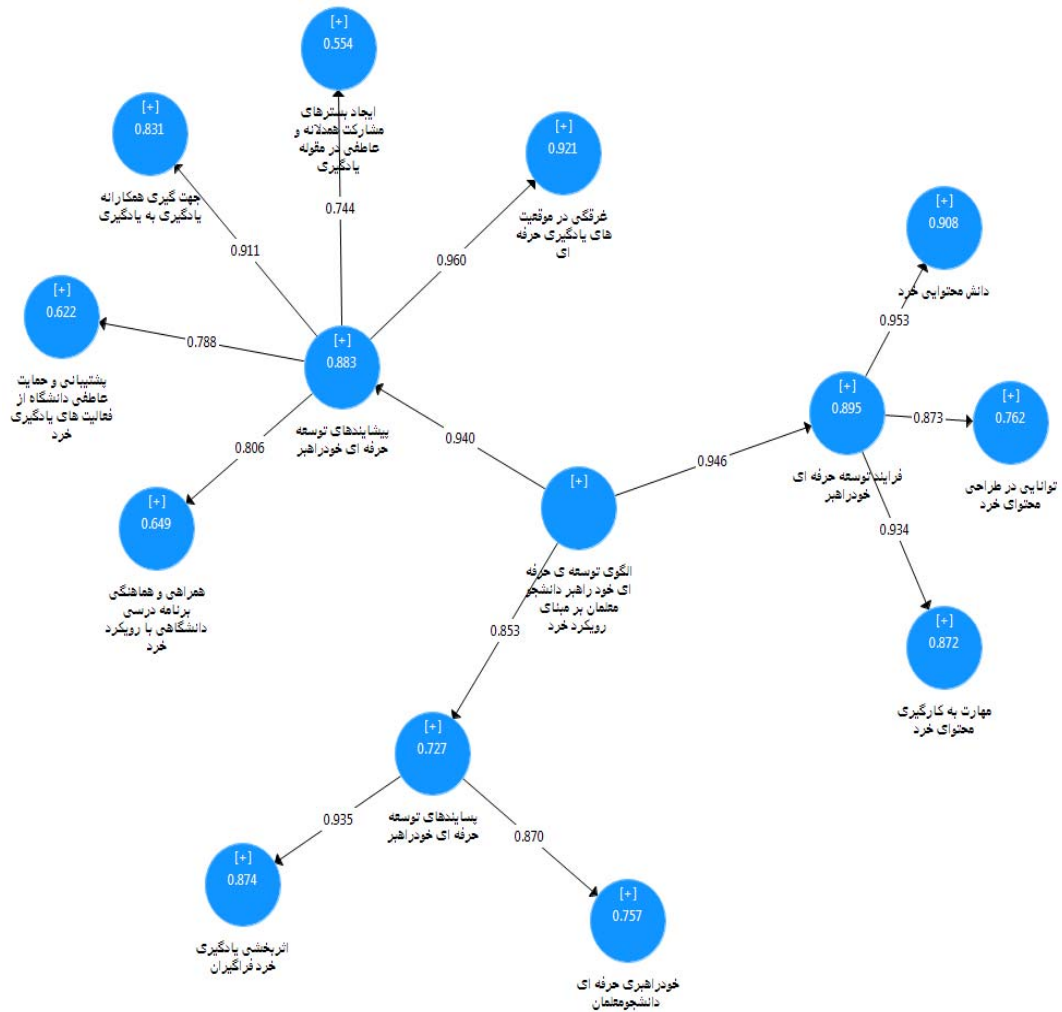 [+]
0.554
ایجاد بسترهای
مشارکت همدلانه و
عاطفی در مقوله
یادگیری
[+]
0.831
جهت گیری همکارانه
یادگیری به یادگیری
[+]
0.921
غرقگی در موقعیت
های یادگیری حرفه
ای
0.744
0.911
0.960
[+]
0.622
پشتیبانی و حمایت
عاطفی دانشگاه از
فعالیت های یادگیری
خرد
0.788
[+]
0.883
پیشایندهای توسعه
حرفه ای خودراهبر
0.806
[+]
0.649
همراهی و هماهنگی
برنامه درسی
دانشگاهی با رویکرد
خرد
0.940
[+]
الگوی توسعه ی حرفه
ای خود راهبر دانشجو
معلمان بر مبنای
رویکرد خرد
0.946
[+]
0.895
فرایند توسعه حرفه ای
خودراهبر
0.953
[+]
0.908
دانش محتوایی خرد
0.873
[+]
0.762
توانایی در طراحی
محتوای خرد
0.934
[+]
0.872
مهارت به کارگیری
محتوای خرد
0.853
[+]
0.727
پسایندهای توسعه
حرفه ای خودراهبر
0.935
[+]
0.874
اثربخشی یادگیری
خرد فراگیران
0.870
[+]
0.757
خودراهبری حرفه ای
دانشجومعلمان